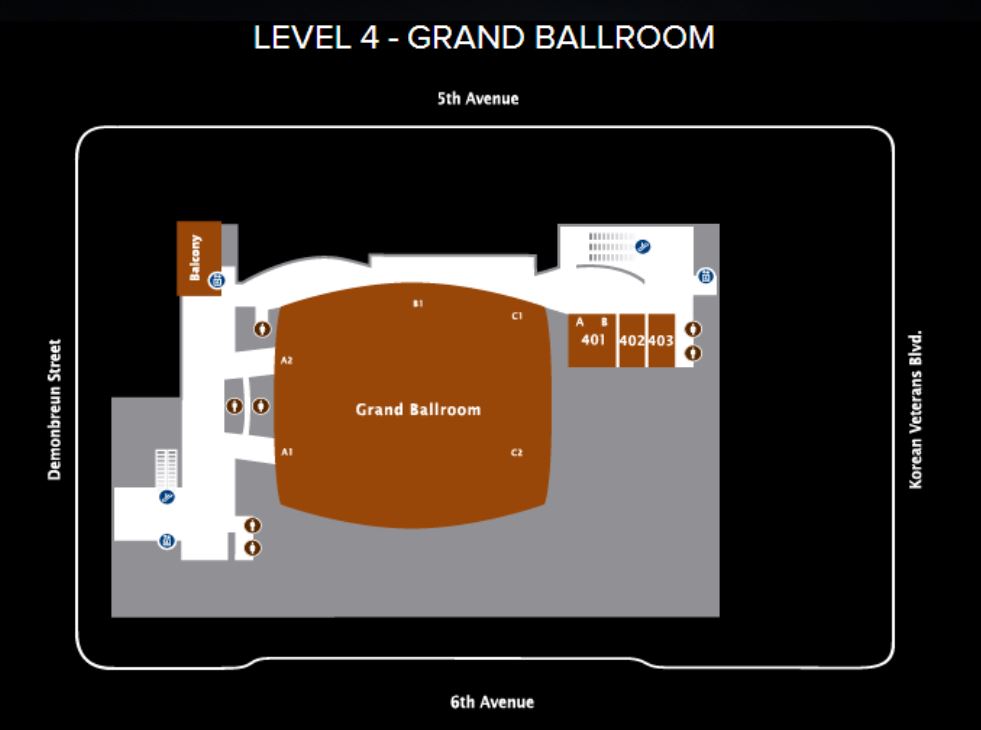 LEVEL 4 - GRAND BALLROOM
5th Avenue
Balcony
B1
C1
A B
401
402
403
A2
Grand Ballroom
A1
C2
Demonbreun Street
Korean Veterans Blvd.
6th Avenue